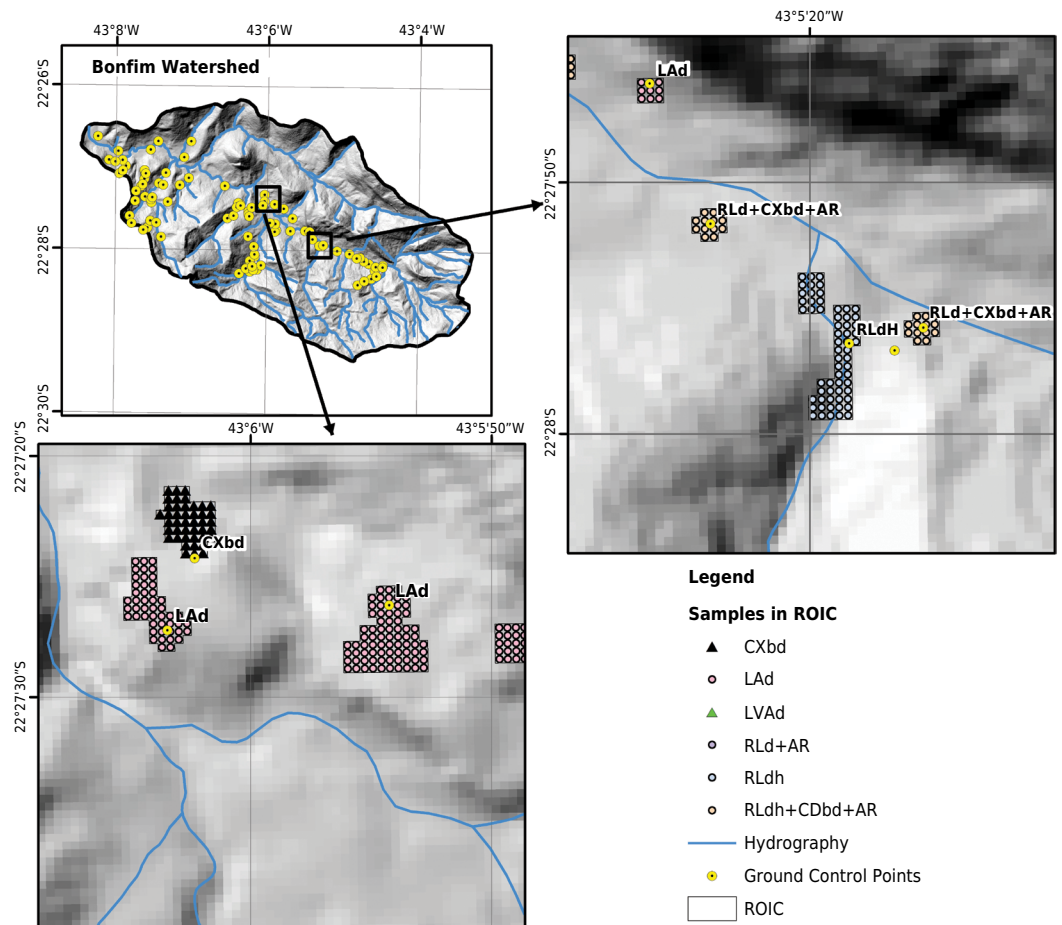 43°8'W
43°6'W
43°4'W
22°26'S
22°28'S
22°30'S
Bonfim Watershed
43°5'20"W
22°27'50"S
22°28'S
LAd
RLd+CXbd+AR
RLd+CXbd+AR
RLdH
43°6'W
43°5'50"W
22°27'20"S
22°27'30"S
CXbd
LAd
LAd
Legend
Samples in ROIC
CXbd
LAd
LVAd
RLd+AR
RLdh
RLdh+CDbd+AR
Hydrography
Ground Control Points
ROIC